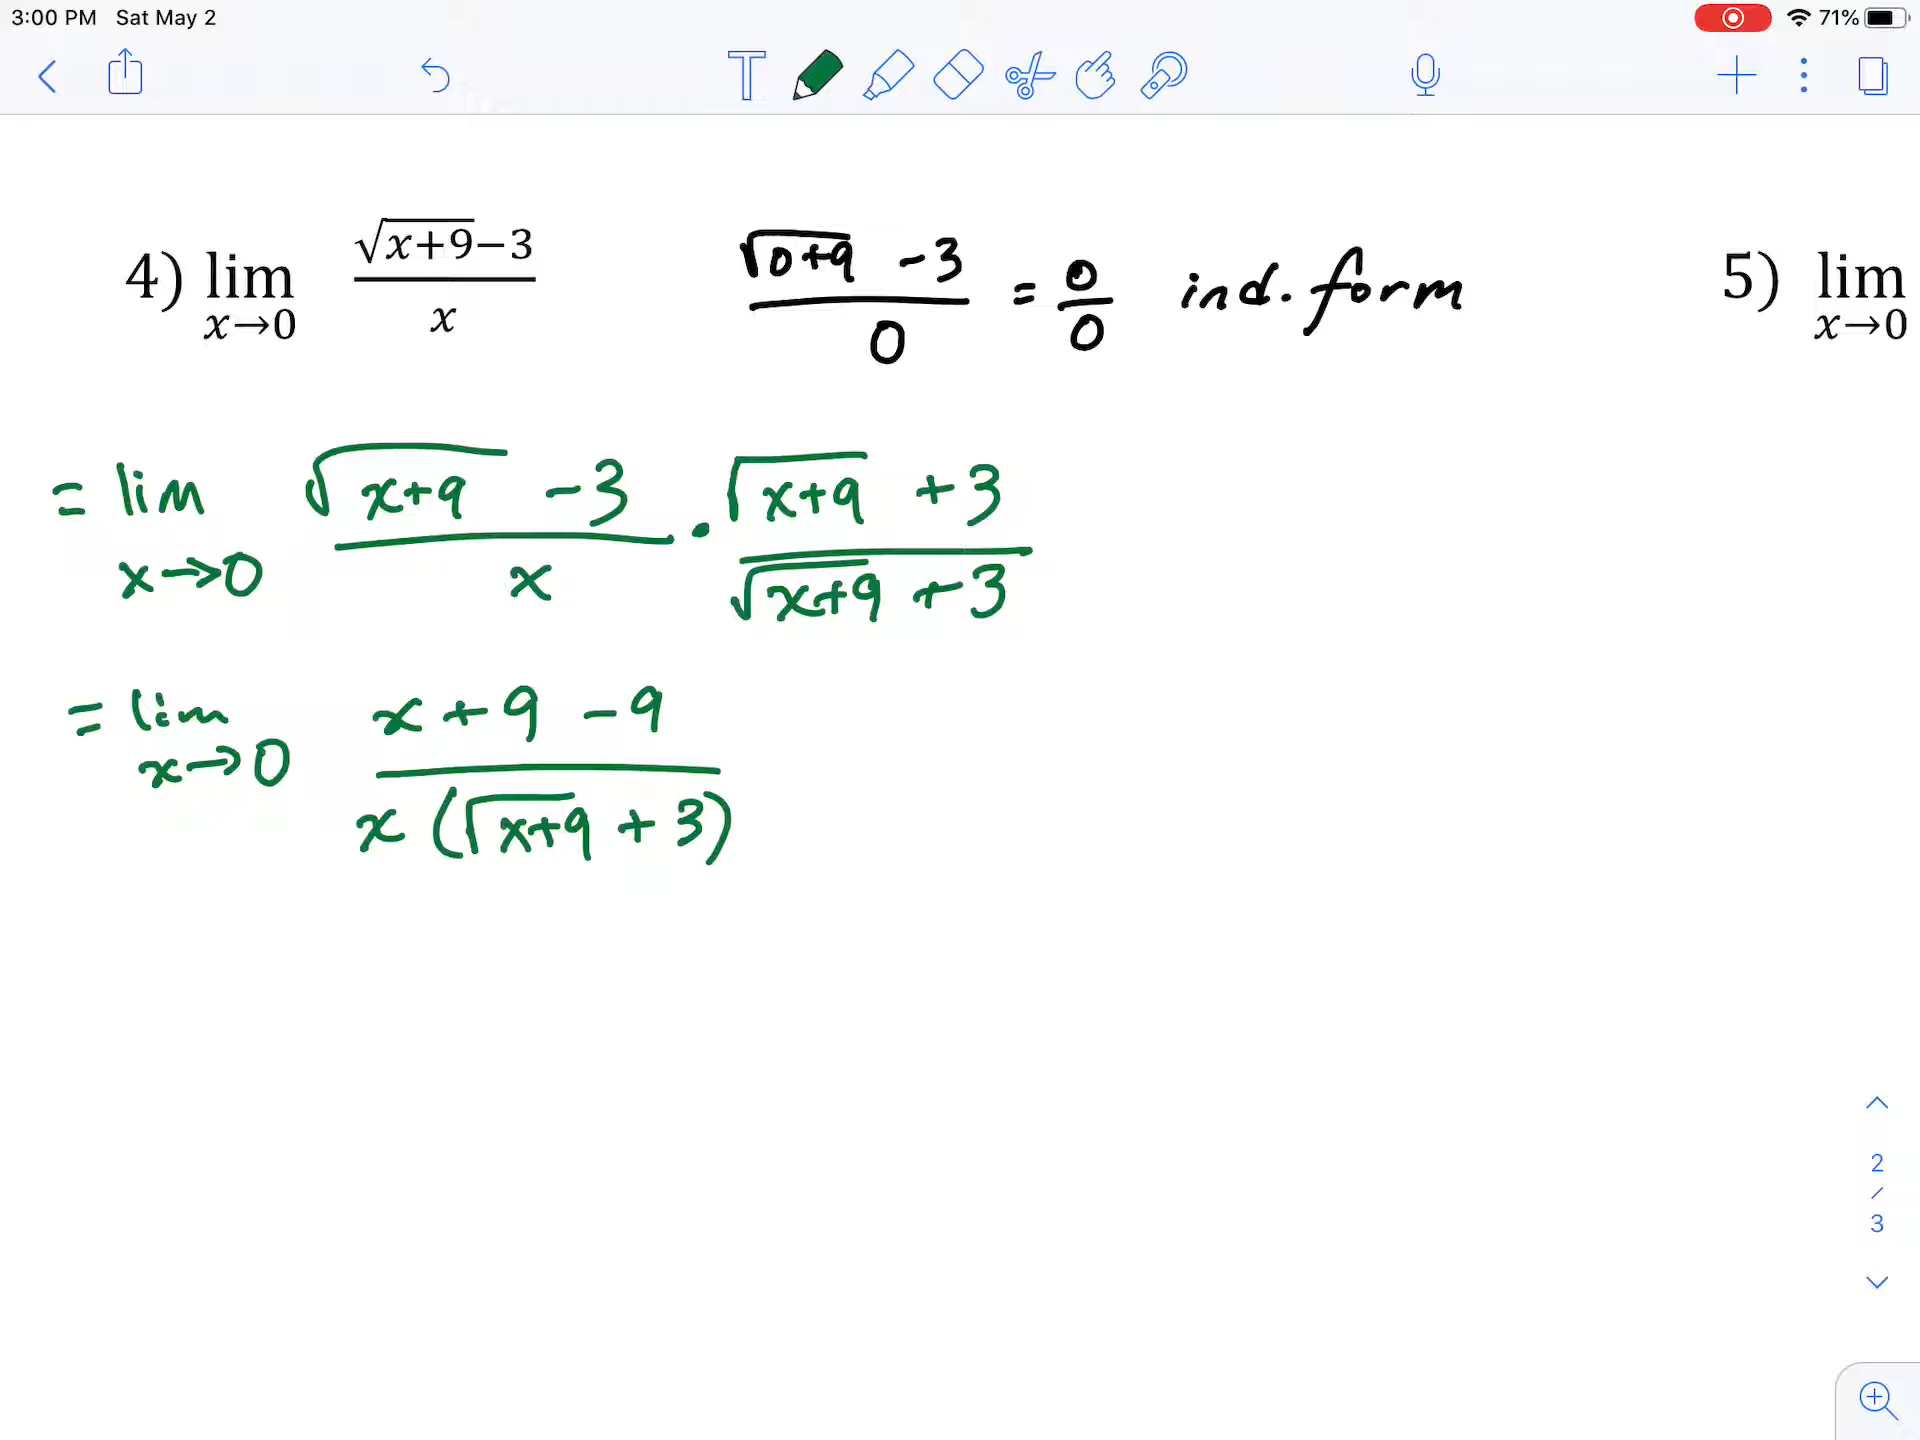 3:00 PM Sat May 2
71%
T
4) lim x→0 √(x+9)−3 / x
√(0+9) −3 / 0 = 0/0 ind. form
5) lim x→0
= lim x→0 √(x+9) −3 / x · √(x+9) +3 / √(x+9) +3
= lim x→0 x+9 −9 / x(√(x+9) + 3)
2
/
3